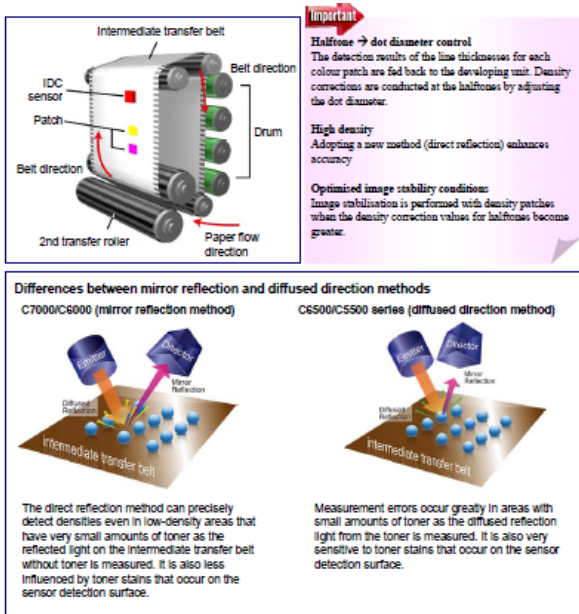 Intermediate transfer belt
IDC
sensor
Belt direction
Patch
Drum
Belt direction
2nd transfer roller
Paper flow
direction
Important
Halftone → dot diameter control
The detection results of the line thicknesses for each
colour patch are fed back to the developing unit. Density
corrections are conducted at the halftones by adjusting
the dot diameter.
High density
Adopting a new method (direct reflection) enhances
accuracy
Optimised image stability conditions
Image stabilisation is performed with density patches
when the density correction values for halftones become
greater.
Differences between mirror reflection and diffused direction methods
C7000/C6000 (mirror reflection method)
Emitter
Director
Mirror
Reflection
Diffused
Reflection
intermediate transfer belt
The direct reflection method can precisely
detect densities even in low-density areas that
have very small amounts of toner as the
reflected light on the intermediate transfer belt
without toner is measured. It is also less
influenced by toner stains that occur on the
sensor detection surface.
C6500/C5500 series (diffused direction method)
Emitter
Director
Mirror
Reflection
Diffused
Reflection
intermediate transfer belt
Measurement errors occur greatly in areas with
small amounts of toner as the diffused reflection
light from the toner is measured. It is also very
sensitive to toner stains that occur on the sensor
detection surface.